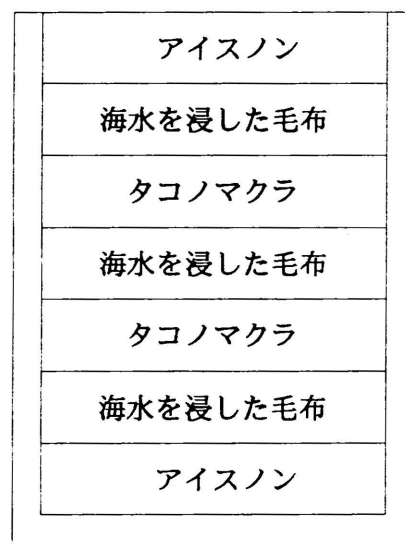 アイスノン
海水を浸した毛布
タコノマクラ
海水を浸した毛布
タコノマクラ
海水を浸した毛布
アイスノン